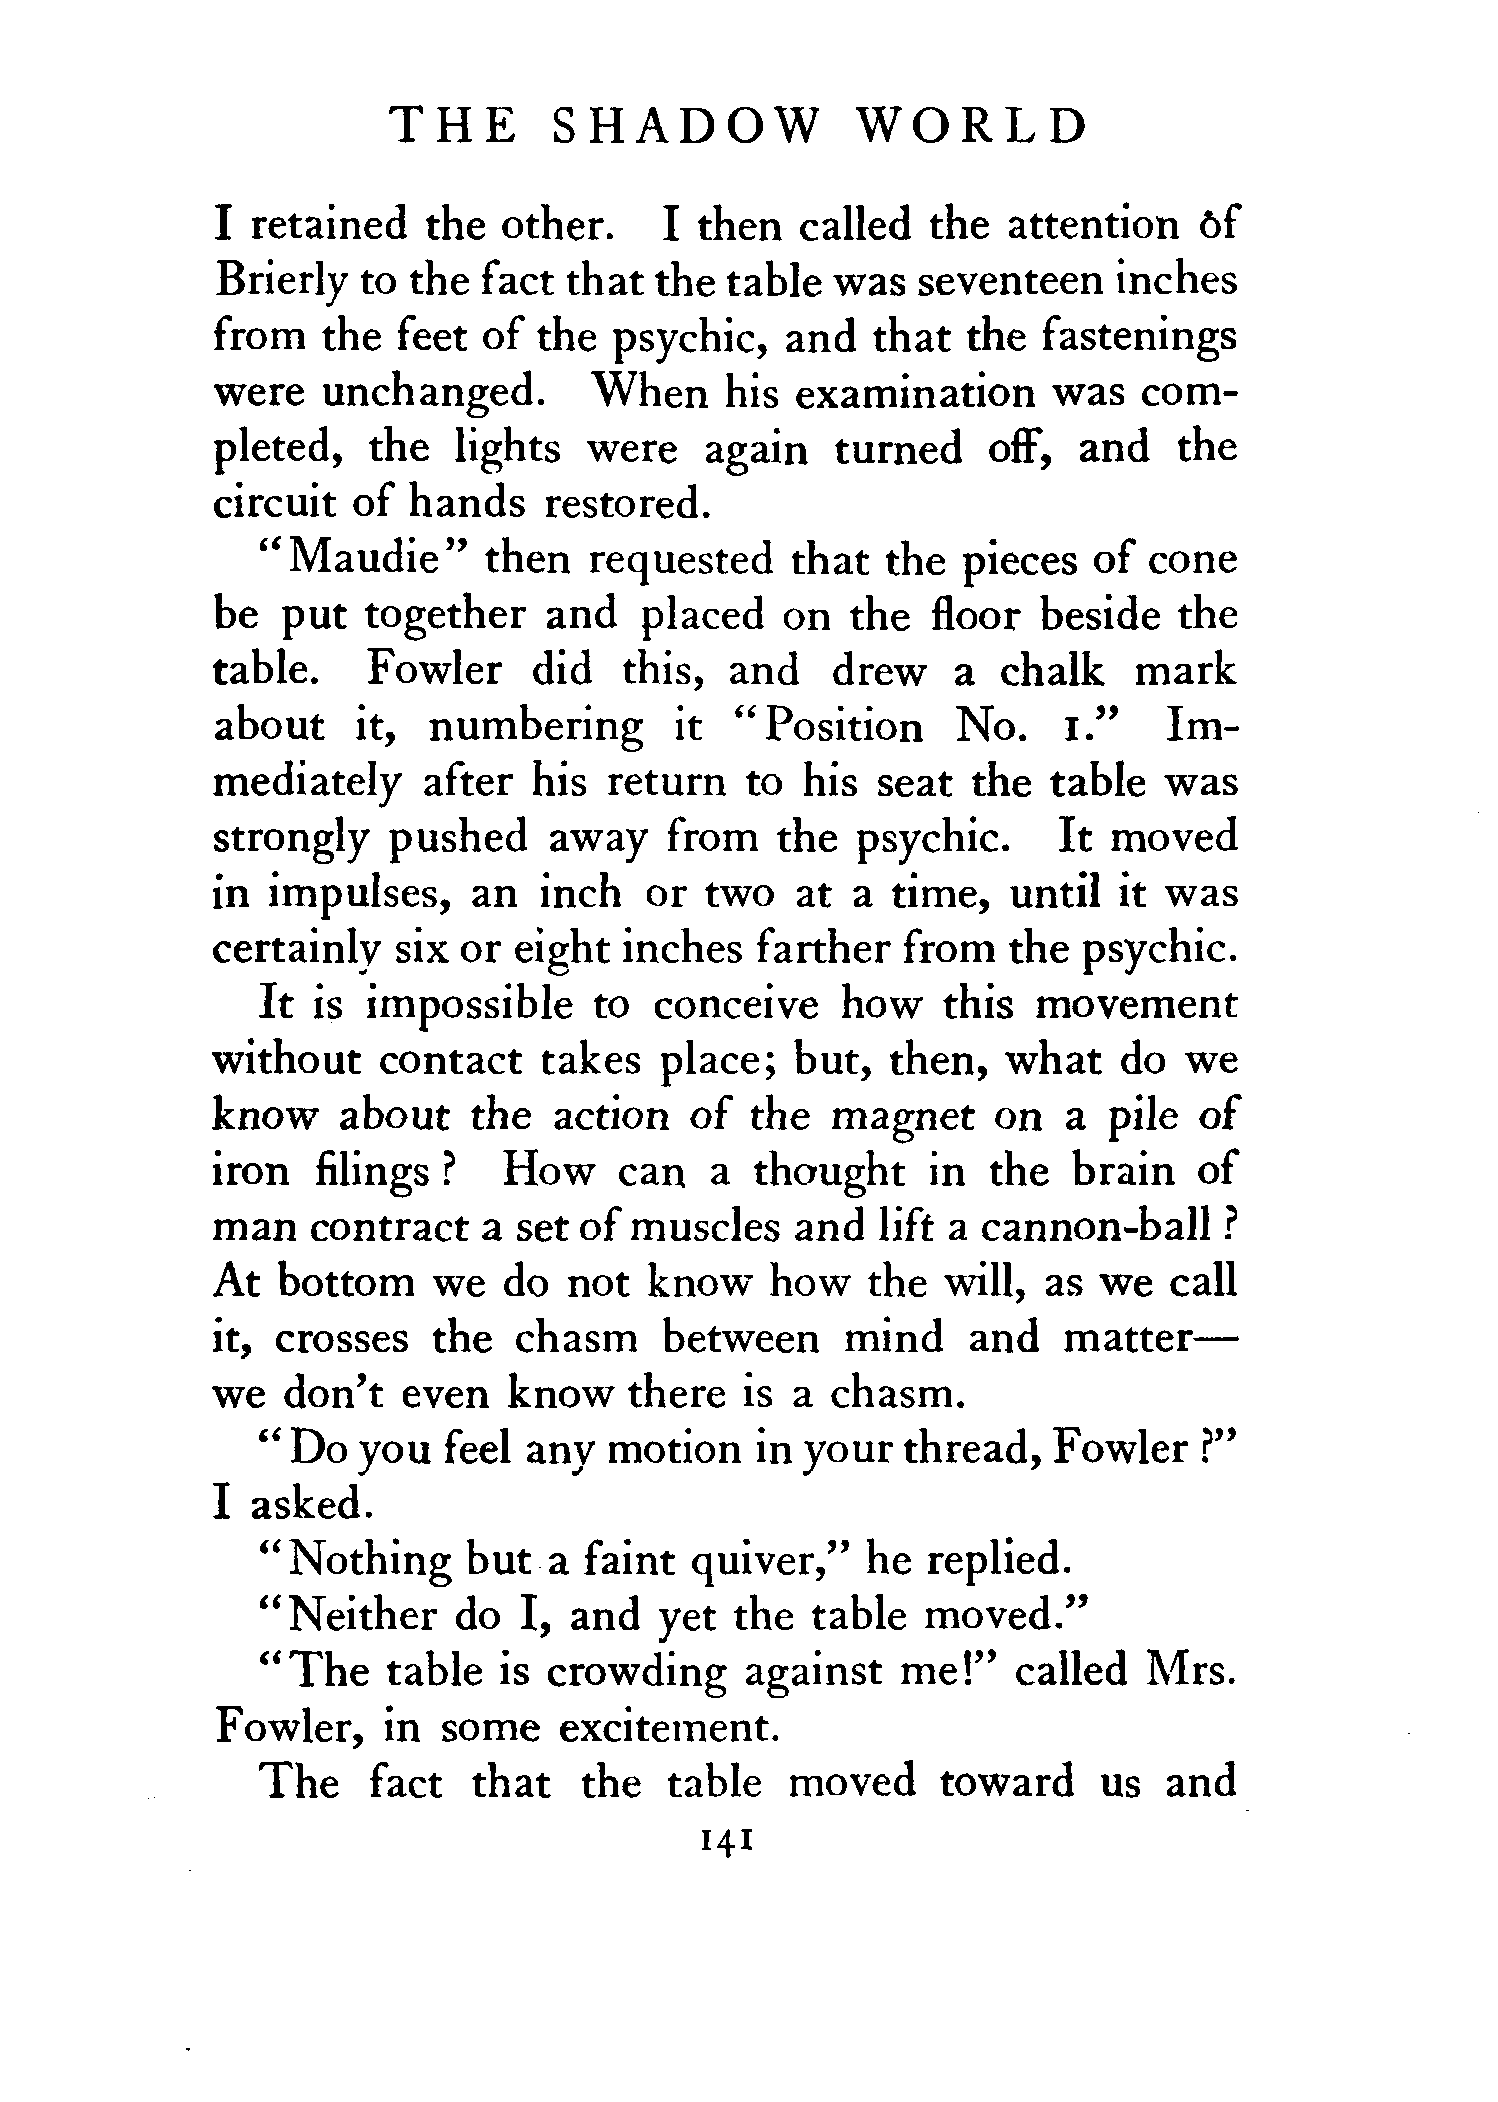 THE SHADOW WORLD
I retained the other. I then called the attention of
Brierly to the fact that the table was seventeen inches
from the feet of the psychic, and that the fastenings
were unchanged. When his examination was com-
pleted, the lights were again turned off, and the
circuit of hands restored.
"Maudie" then requested that the pieces of cone
be put together and placed on the floor beside the
table. Fowler did this, and drew a chalk mark
about it, numbering it "Position No. 1." Im-
mediately after his return to his seat the table was
strongly pushed away from the psychic. It moved
in impulses, an inch or two at a time, until it was
certainly six or eight inches farther from the psychic.
It is impossible to conceive how this movement
without contact takes place; but, then, what do we
know about the action of the magnet on a pile of
iron filings? How can a thought in the brain of
man contract a set of muscles and lift a cannon-ball?
At bottom we do not know how the will, as we call
it, crosses the chasm between mind and matter—
we don't even know there is a chasm.
"Do you feel any motion in your thread, Fowler?"
I asked.
"Nothing but a faint quiver," he replied.
"Neither do I, and yet the table moved."
"The table is crowding against me!" called Mrs.
Fowler, in some excitement.
The fact that the table moved toward us and
141